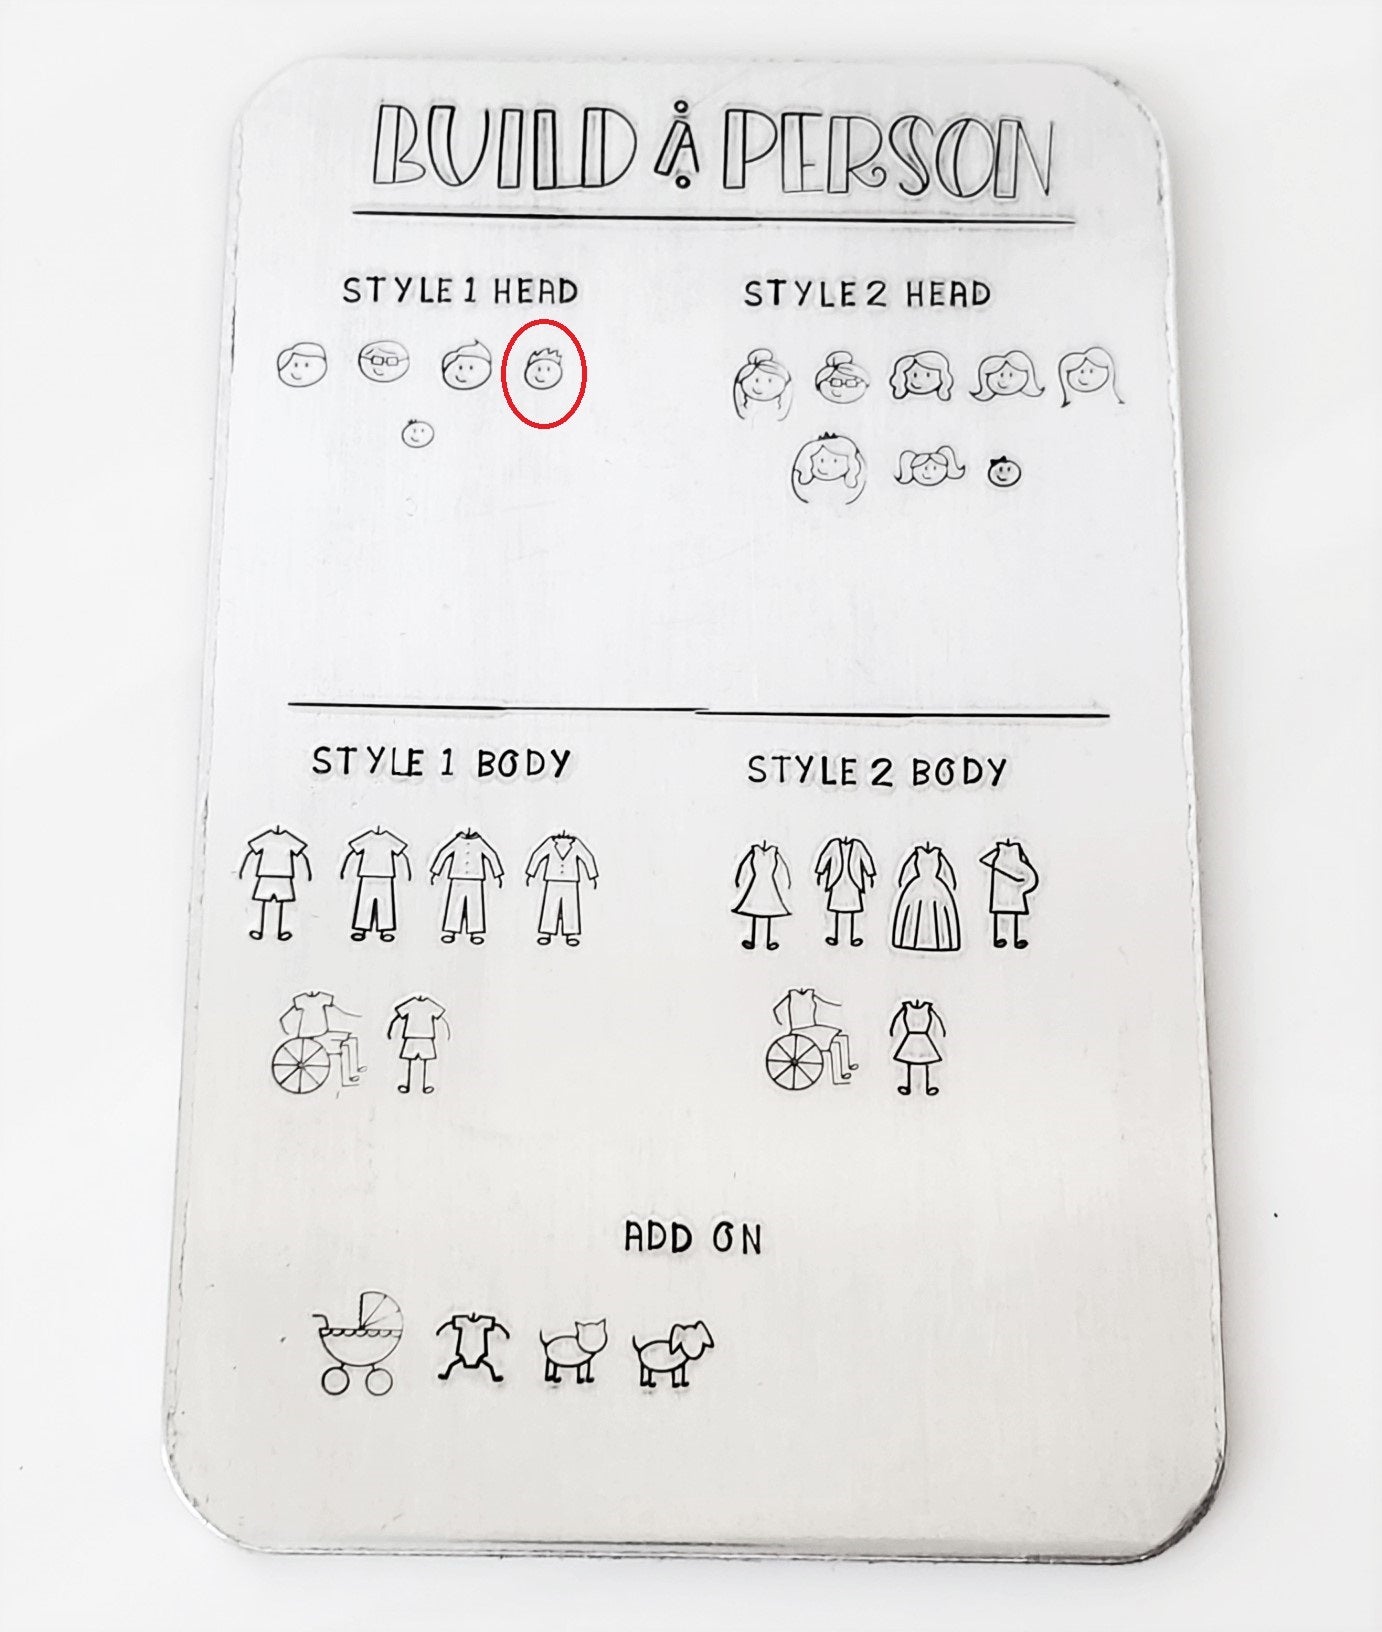 BUILD A PERSON
STYLE 1 HEAD
STYLE 2 HEAD
STYLE 1 BODY
STYLE 2 BODY
ADD ON